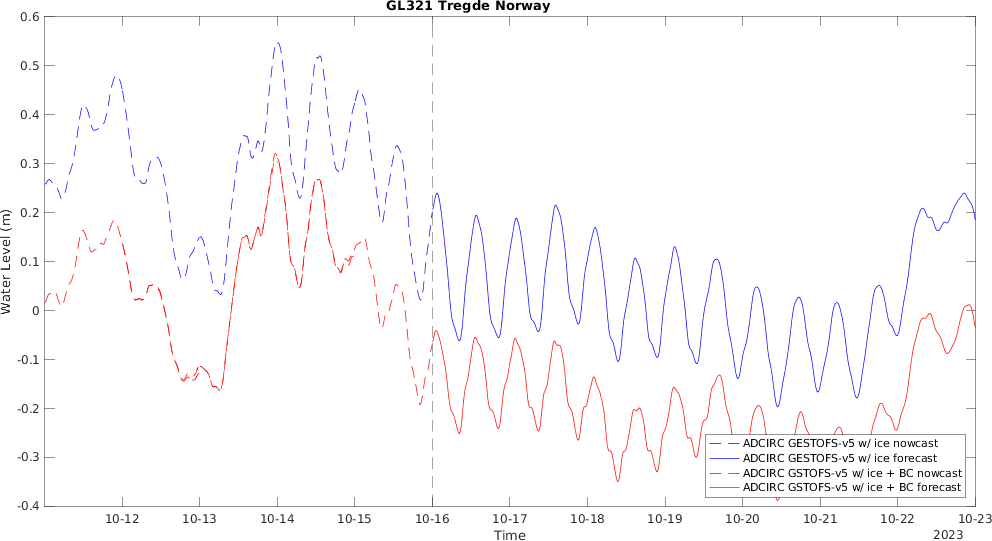 GL321 Tregde Norway
0.6
0.5
0.4
0.3
0.2
0.1
0
-0.1
-0.2
-0.3
-0.4
Water Level (m)
ADCIRC GESTOFS-v5 w/ ice nowcast
ADCIRC GESTOFS-v5 w/ ice forecast
ADCIRC GSTOFS-v5 w/ ice + BC nowcast
ADCIRC GSTOFS-v5 w/ ice + BC forecast
10-12 10-13 10-14 10-15 10-16 10-17 10-18 10-19 10-20 10-21 10-22 10-23
Time
2023